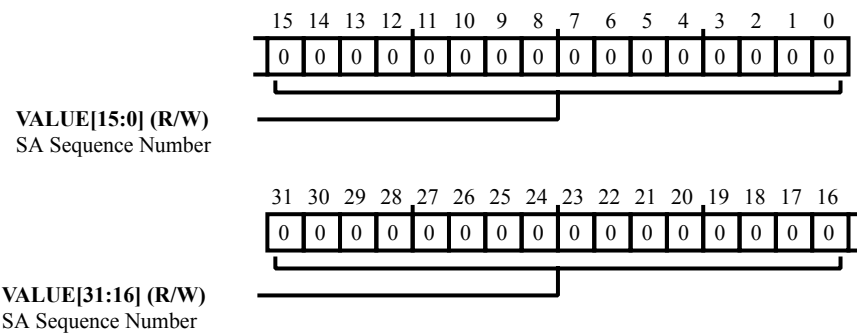 15 14 13 12 11 10 9 8 7 6 5 4 3 2 1 0
0 0 0 0 0 0 0 0 0 0 0 0 0 0 0 0
VALUE[15:0] (R/W)
SA Sequence Number
31 30 29 28 27 26 25 24 23 22 21 20 19 18 17 16
0 0 0 0 0 0 0 0 0 0 0 0 0 0 0 0
VALUE[31:16] (R/W)
SA Sequence Number